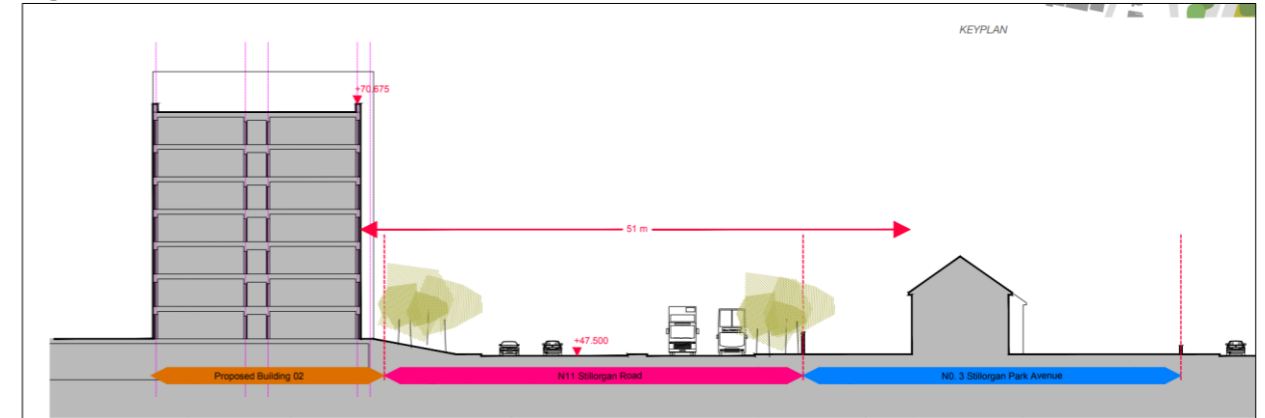 KEYPLAN
+70.675
51 m
+47.500
Proposed Building 02
N11 Stillorgan Road
N0. 3 Stillorgan Park Avenue